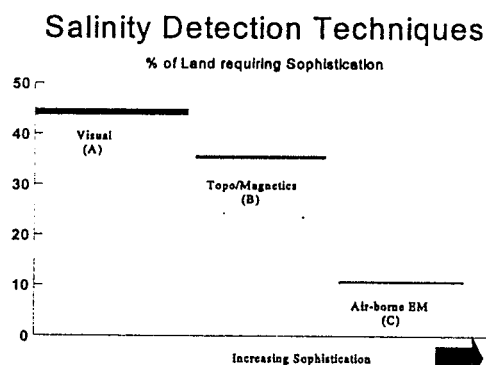 Salinity Detection Techniques
% of Land requiring Sophistication
50
40
30
20
10
0
Visual
(A)
Topo/Magnetics
(B)
Air-borne EM
(C)
Increasing Sophistication